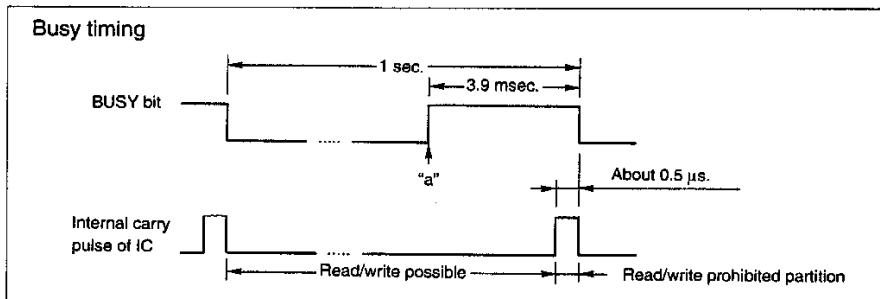 Busy timing
1 sec.
3.9 msec.
BUSY bit
"a"
About 0.5 µs.
Internal carry
pulse of IC
Read/write possible
Read/write prohibited partition